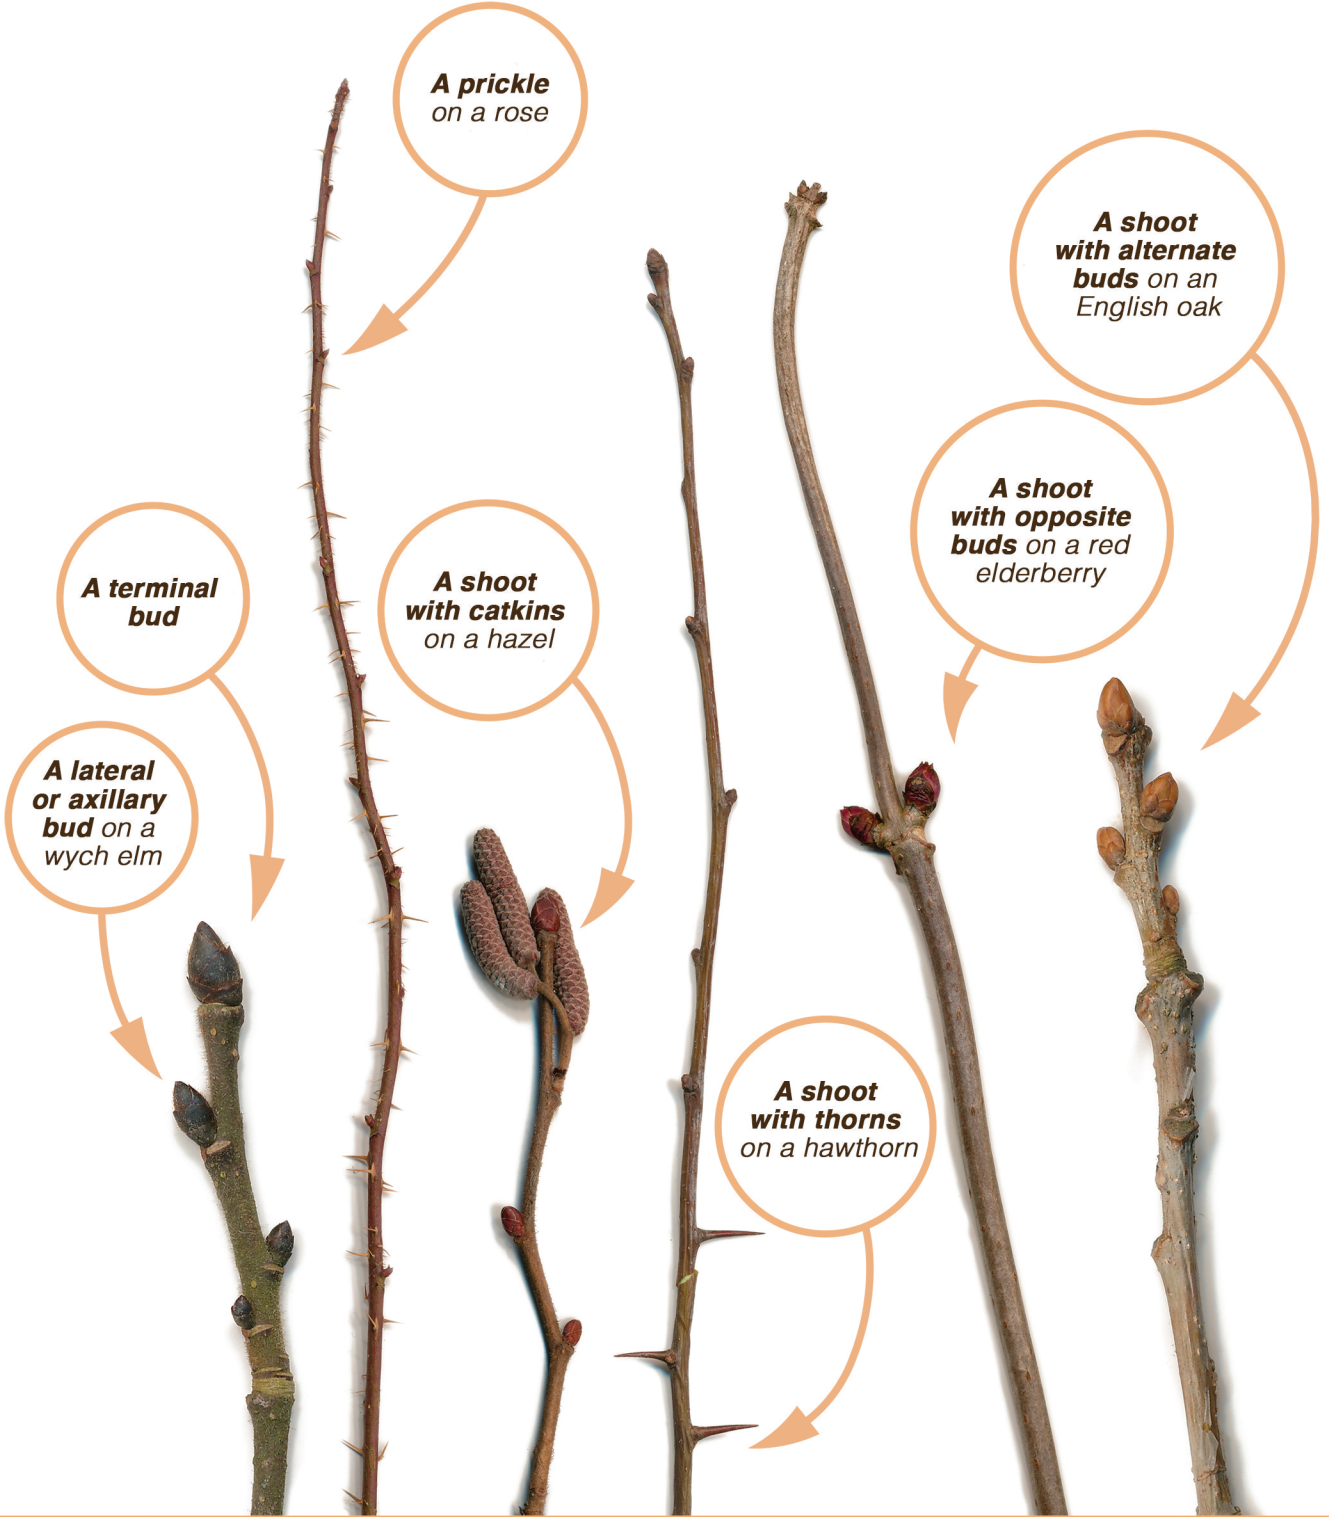 A prickle
on a rose
A shoot
with alternate
buds on an
English oak
A shoot
with opposite
buds on a red
elderberry
A terminal
bud
A shoot
with catkins
on a hazel
A lateral
or axillary
bud on a
wych elm
A shoot
with thorns
on a hawthorn